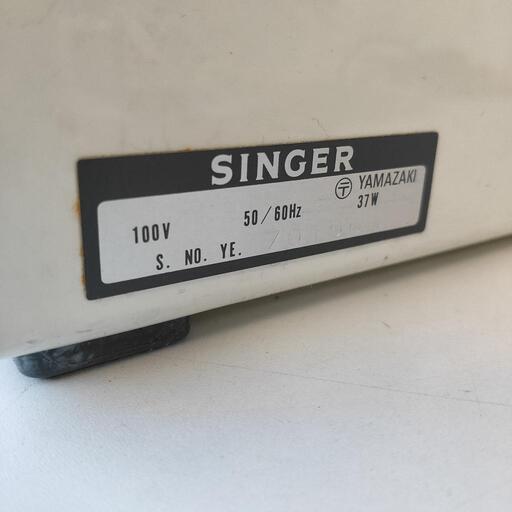 SINGER
〒 YAMAZAKI
100V 50/60Hz 37W
S. NO. YE.